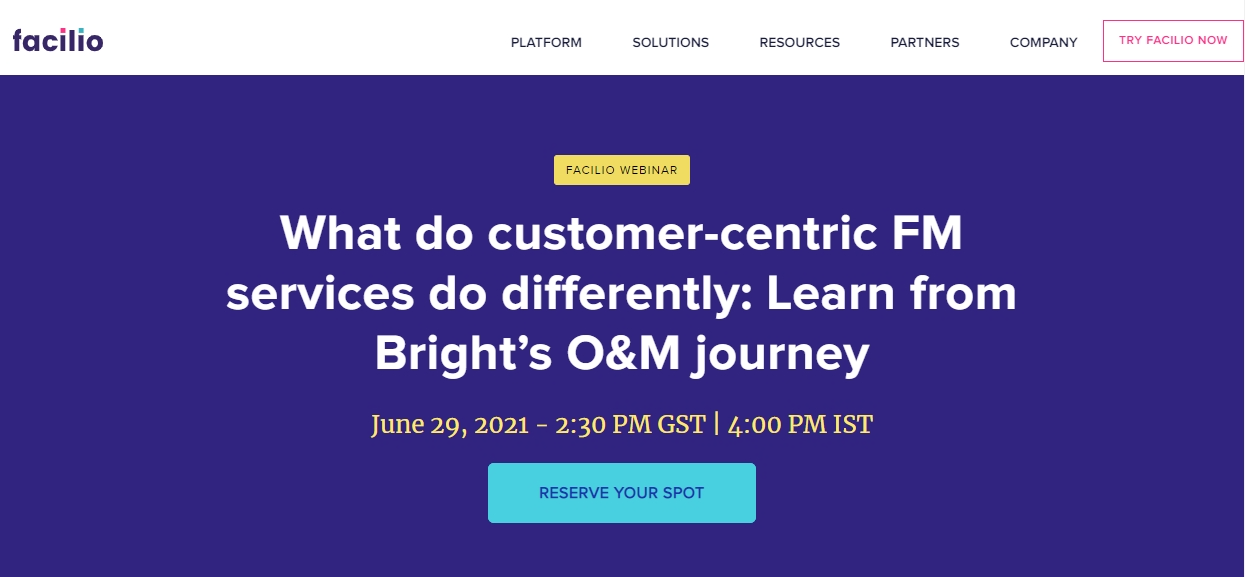 facilio
PLATFORM
SOLUTIONS
RESOURCES
PARTNERS
COMPANY
TRY FACILIO NOW
FACILIO WEBINAR
What do customer-centric FM
services do differently: Learn from
Bright’s O&M journey
June 29, 2021 - 2:30 PM GST | 4:00 PM IST
RESERVE YOUR SPOT